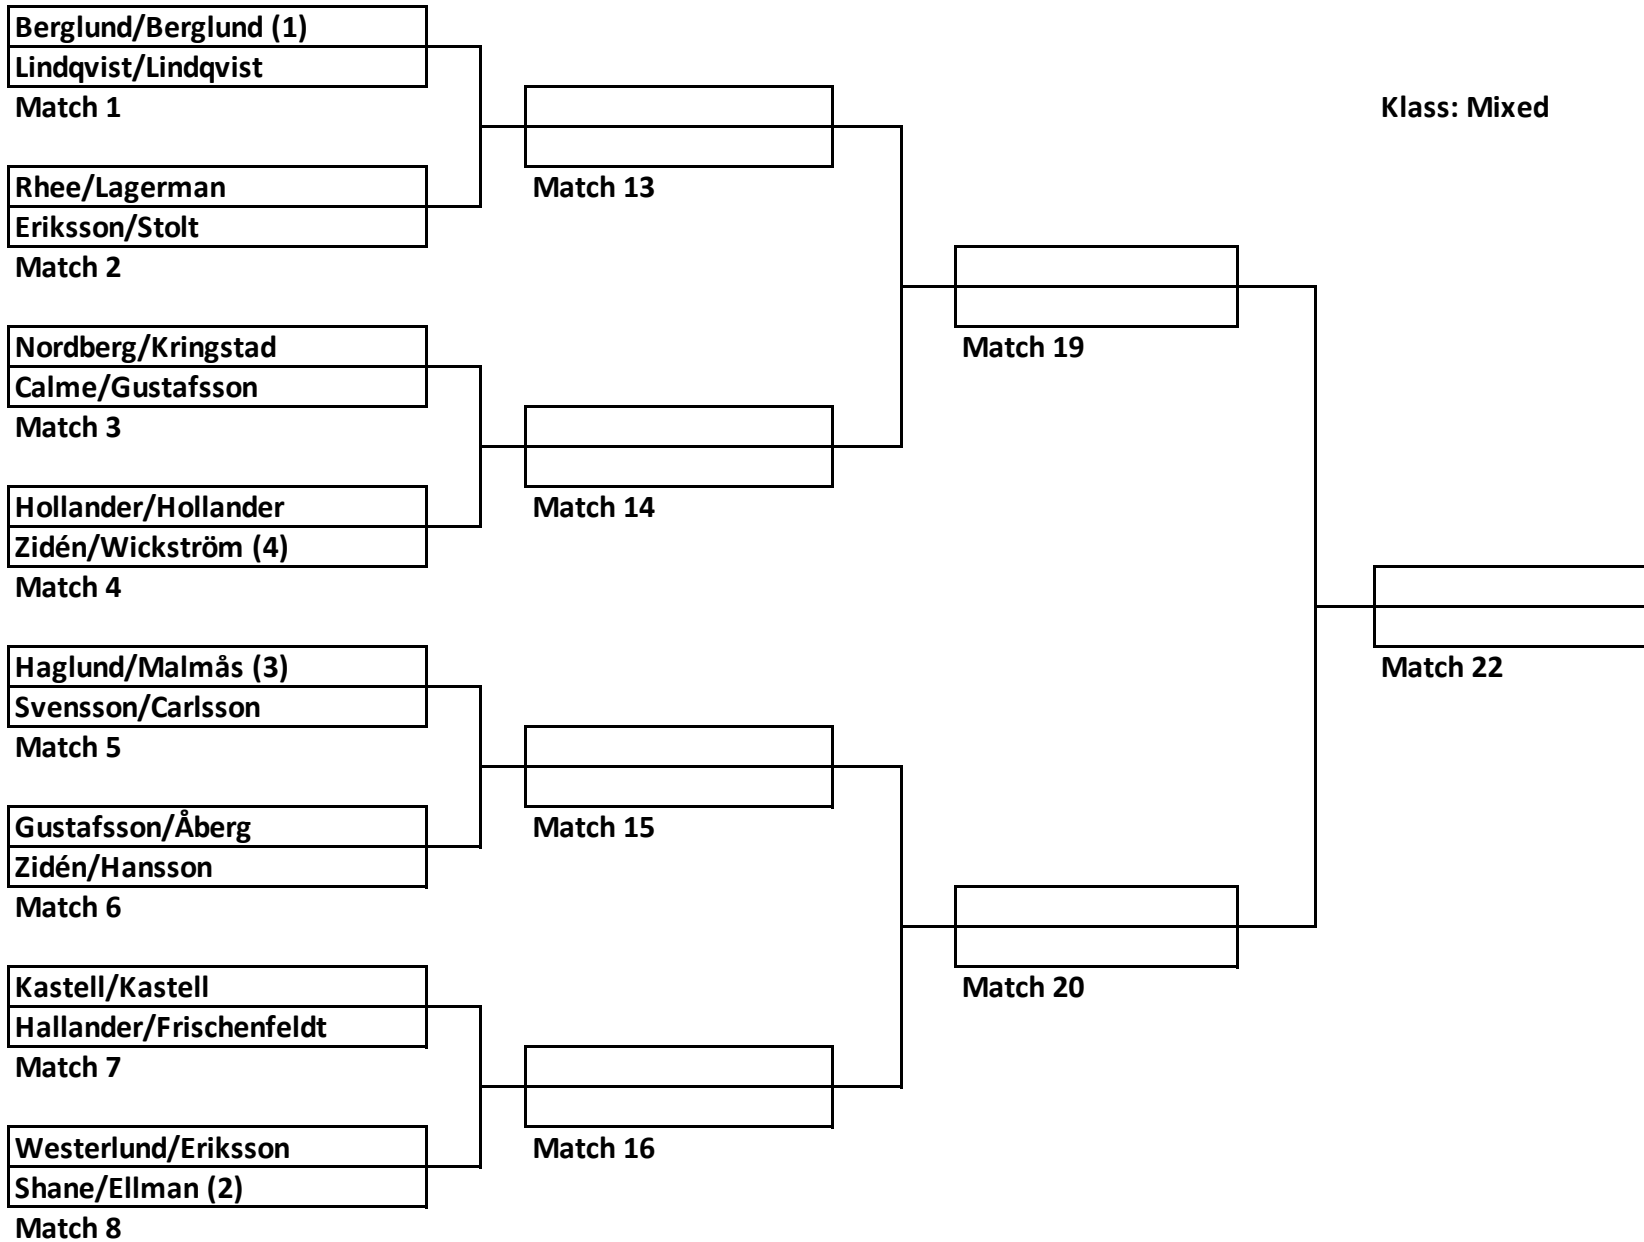 Berglund/Berglund (1)
Lindqvist/Lindqvist
Match 1
Klass: Mixed
Match 13
Rhee/Lagerman
Eriksson/Stolt
Match 2
Nordberg/Kringstad
Calme/Gustafsson
Match 3
Match 19
Hollander/Hollander
Zidén/Wickström (4)
Match 4
Match 14
Haglund/Malmås (3)
Svensson/Carlsson
Match 5
Match 22
Gustafsson/Åberg
Zidén/Hansson
Match 6
Match 15
Kastell/Kastell
Hallander/Frischenfeldt
Match 7
Match 20
Westerlund/Eriksson
Shane/Ellman (2)
Match 8
Match 16